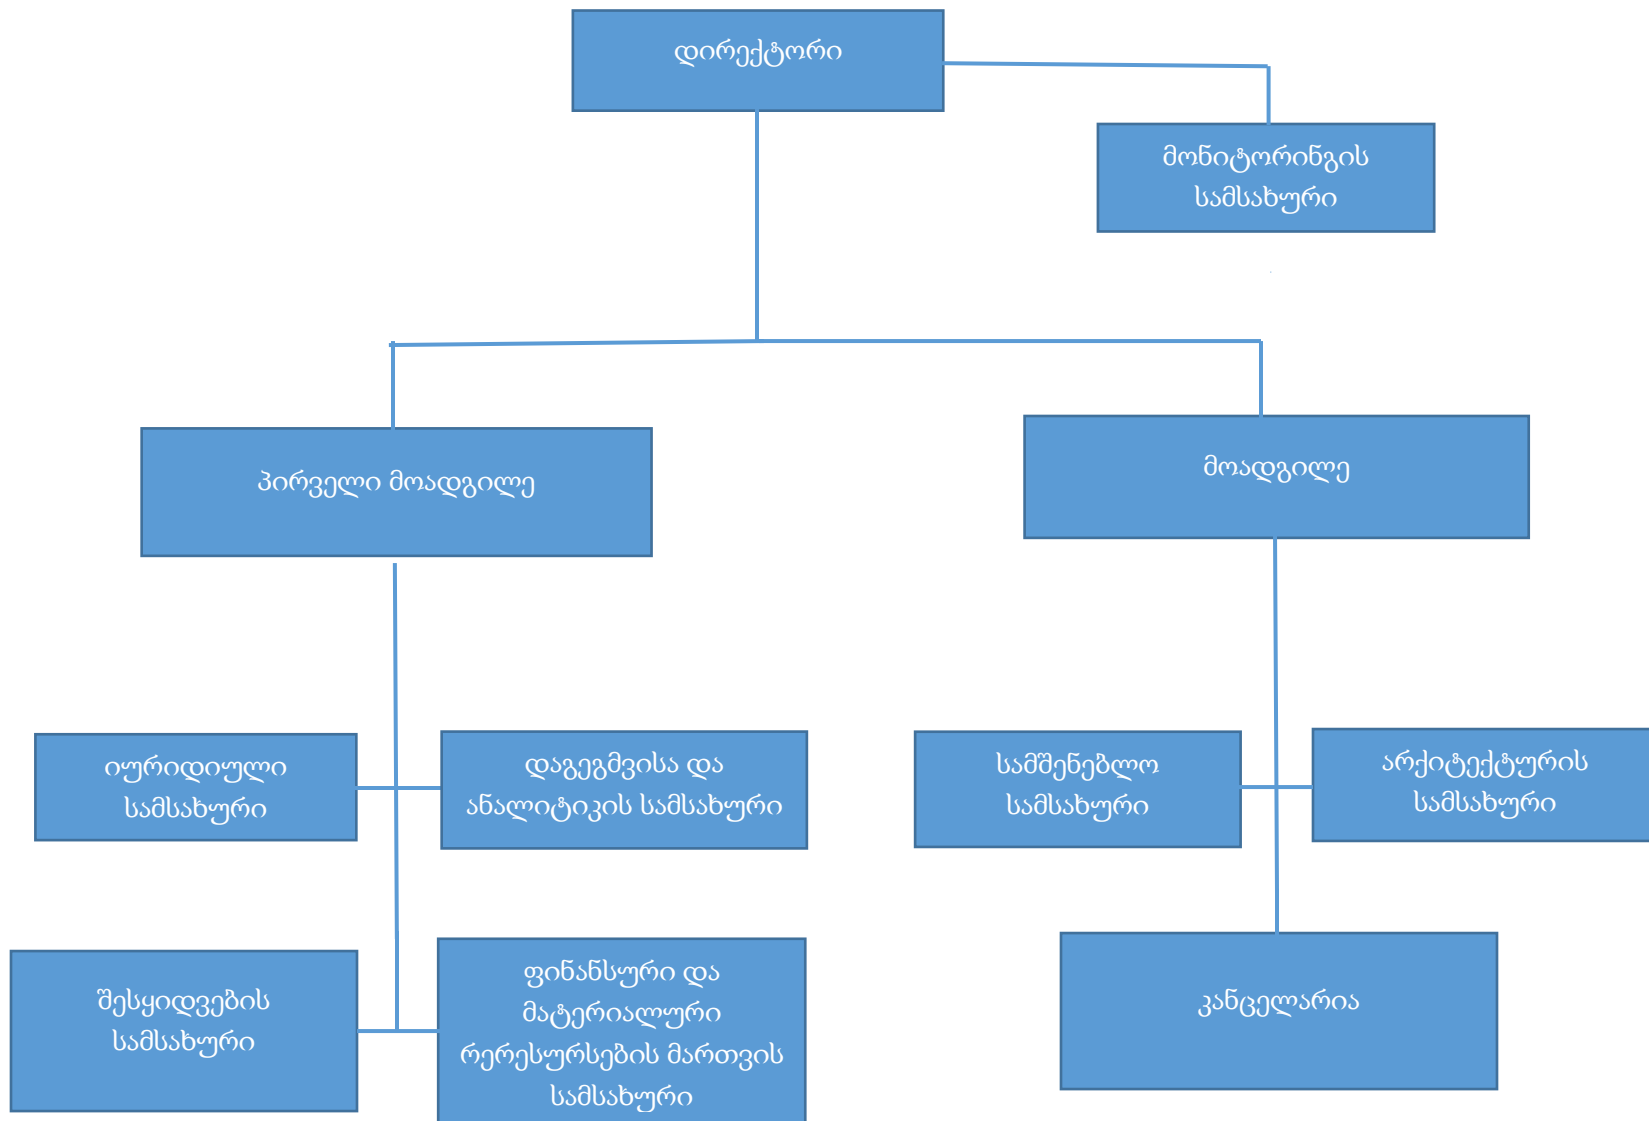 დირექტორი
მონიტორინგის
სამსახური
პირველი მოადგილე
მოადგილე
იურიდიული
სამსახური
დაგეგმვისა და
ანალიტიკის სამსახური
სამშენებლო
სამსახური
არქიტექტურის
სამსახური
შესყიდვების
სამსახური
ფინანსური და
მატერიალური
რერესურსების მართვის
სამსახური
კანცელარია